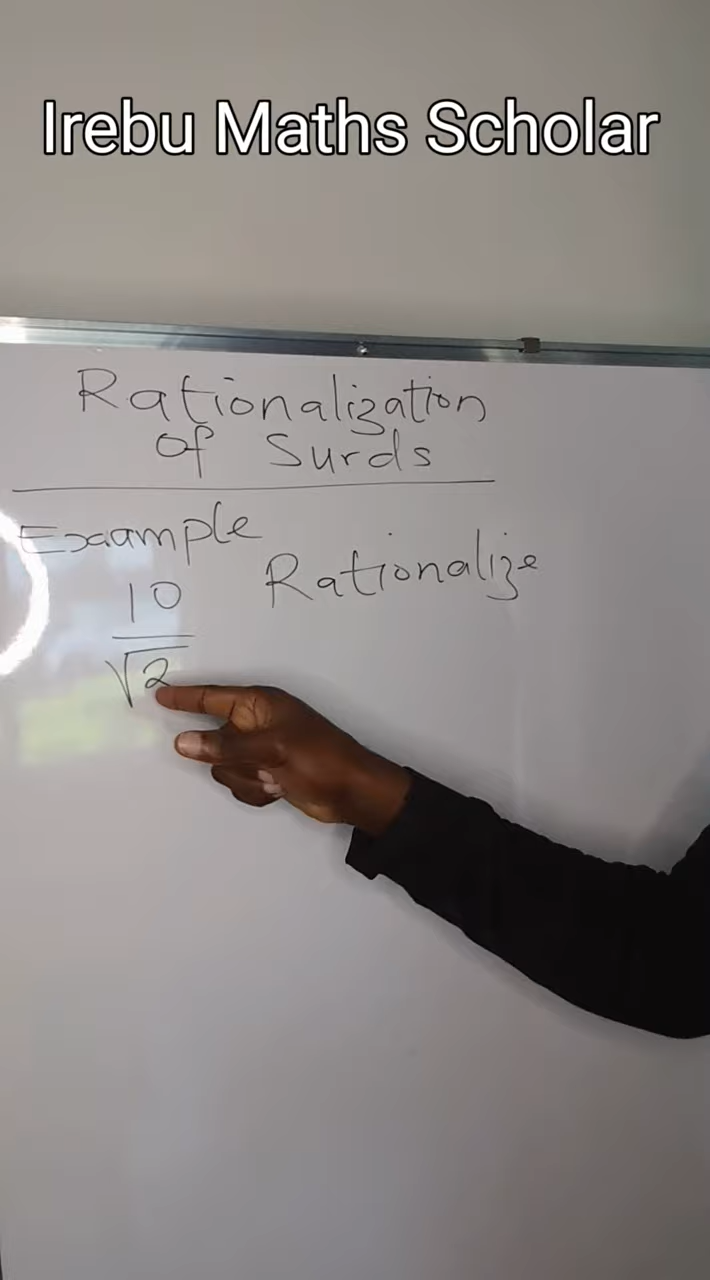 Irebu Maths Scholar
Rationalization
of Surds
Example
Rationalize
10
√2